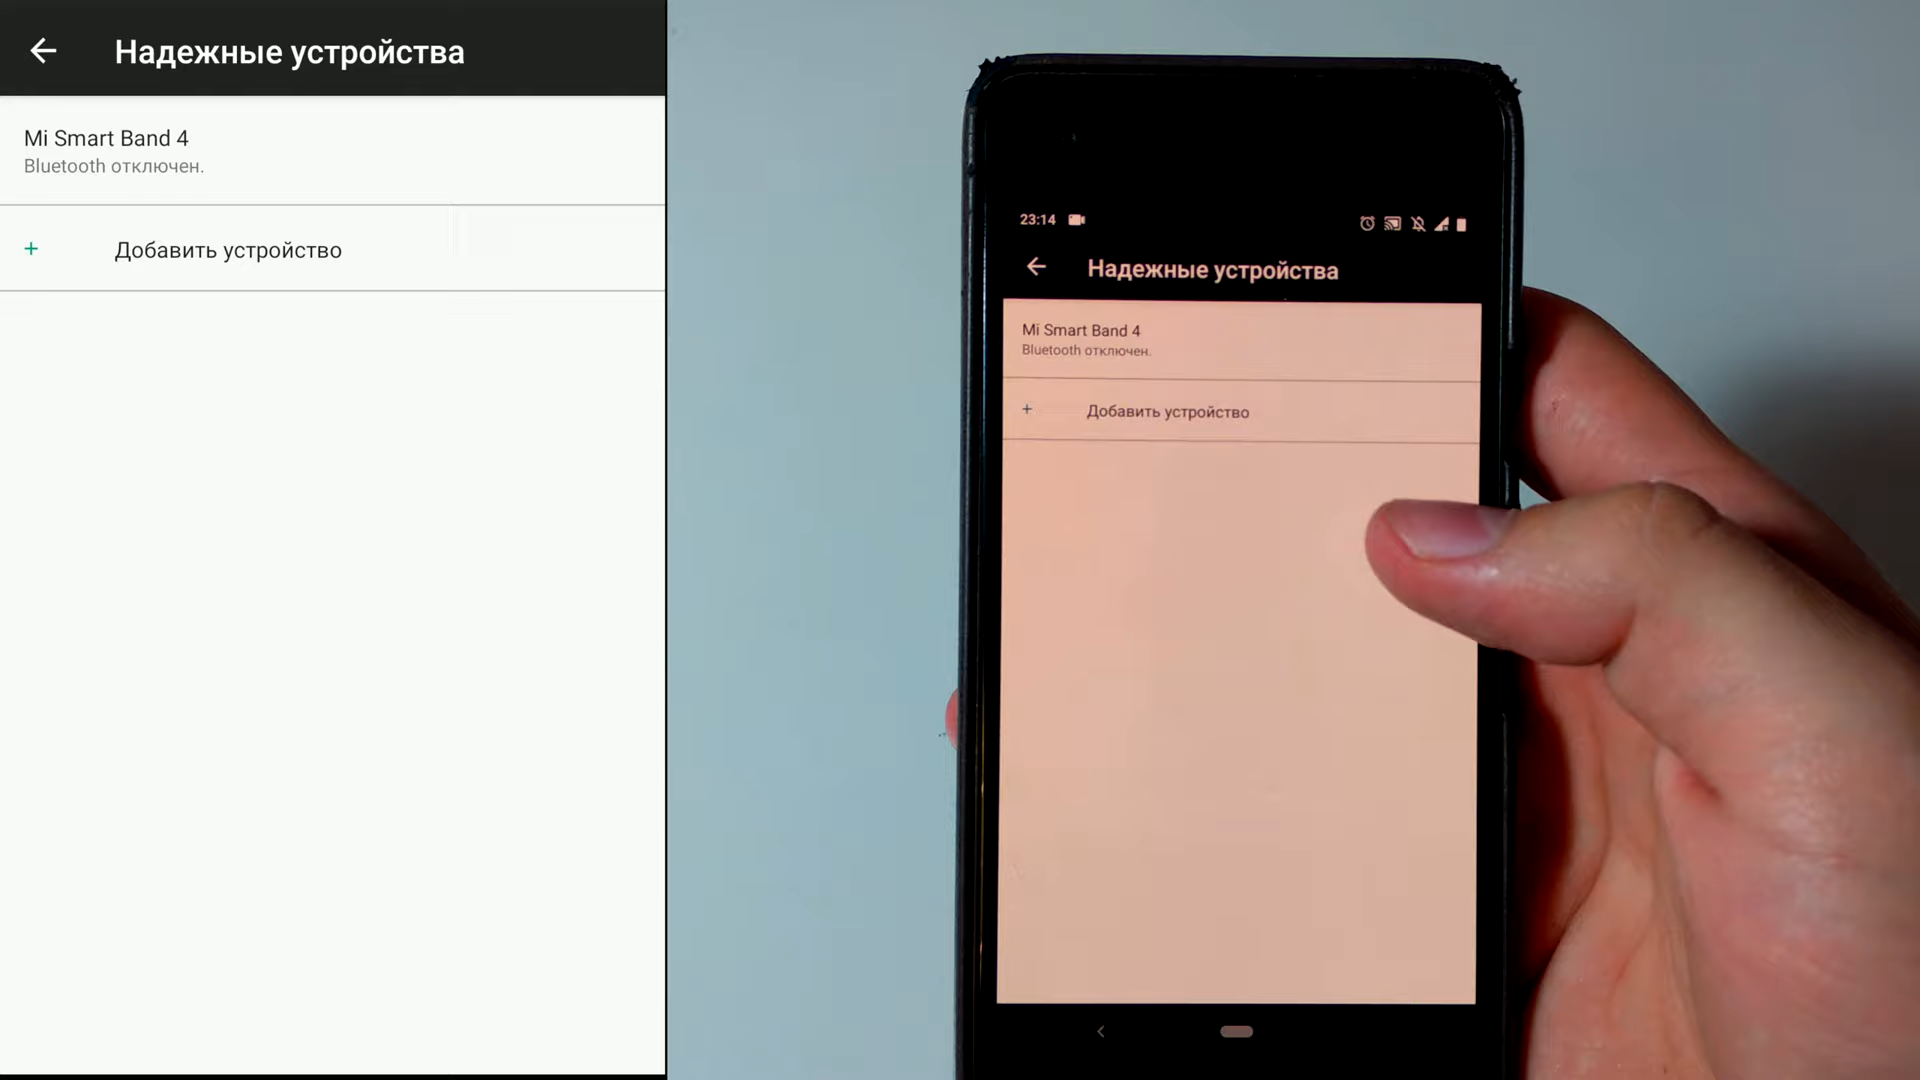 Надежные устройства
Mi Smart Band 4
Bluetooth отключен.
+ Добавить устройство
23:14
Надежные устройства
Mi Smart Band 4
Bluetooth отключен.
+ Добавить устройство